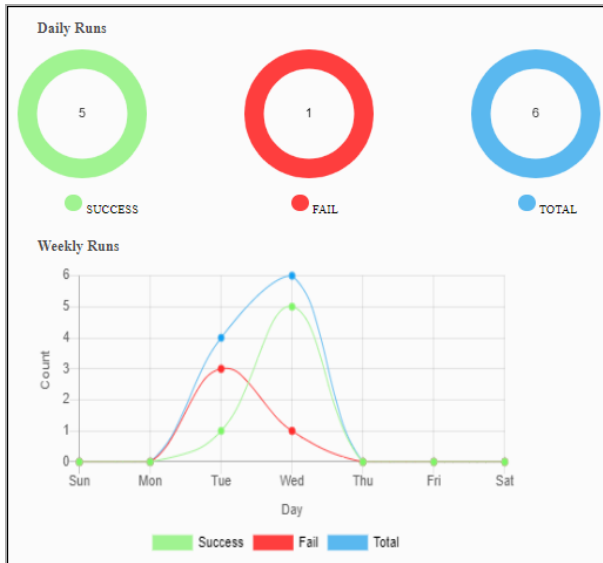 Daily Runs
5 1 6
SUCCESS FAIL TOTAL
Weekly Runs
6
5
4
3
2
1
0
Count
Sun Mon Tue Wed Thu Fri Sat
Day
Success Fail Total